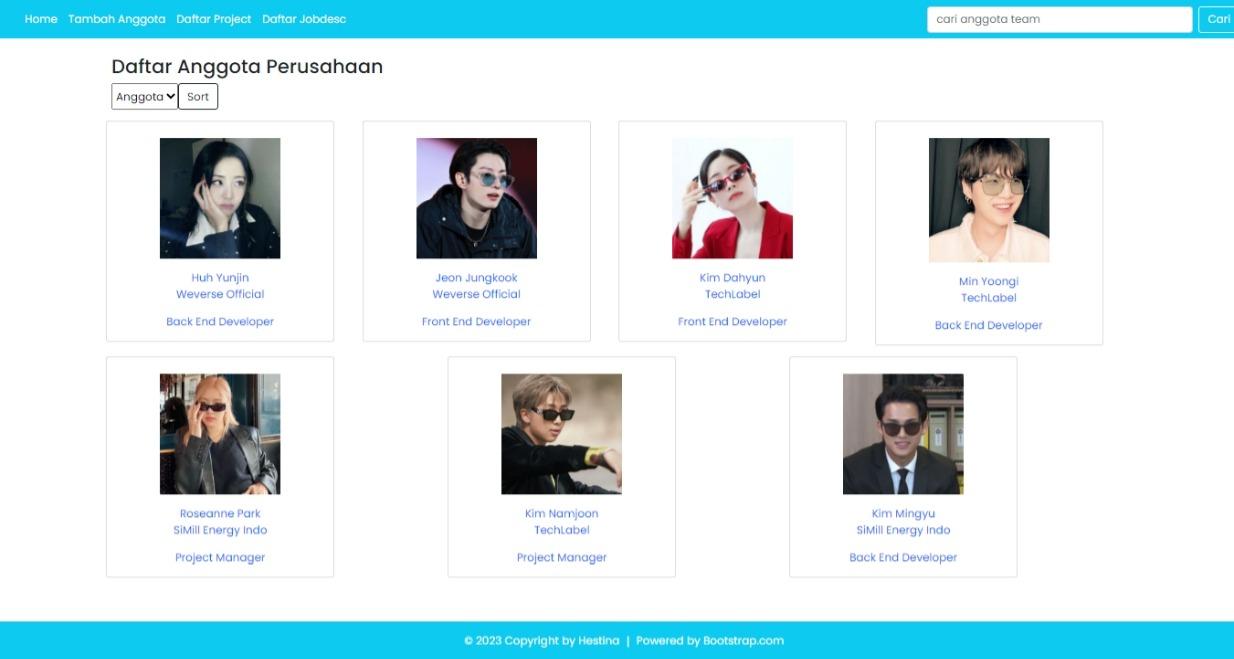 Home Tambah Anggota Daftar Project Daftar Jobdesc cari anggota team Cari
Daftar Anggota Perusahaan
Anggota Sort
Huh Yunjin
Weverse Official
Back End Developer
Jeon Jungkook
Weverse Official
Front End Developer
Kim Dahyun
TechLabel
Front End Developer
Min Yoongi
TechLabel
Back End Developer
Roseanne Park
SiMill Energy Indo
Project Manager
Kim Namjoon
TechLabel
Project Manager
Kim Mingyu
SiMill Energy Indo
Back End Developer
© 2023 Copyright by Hestina | Powered by Bootstrap.com